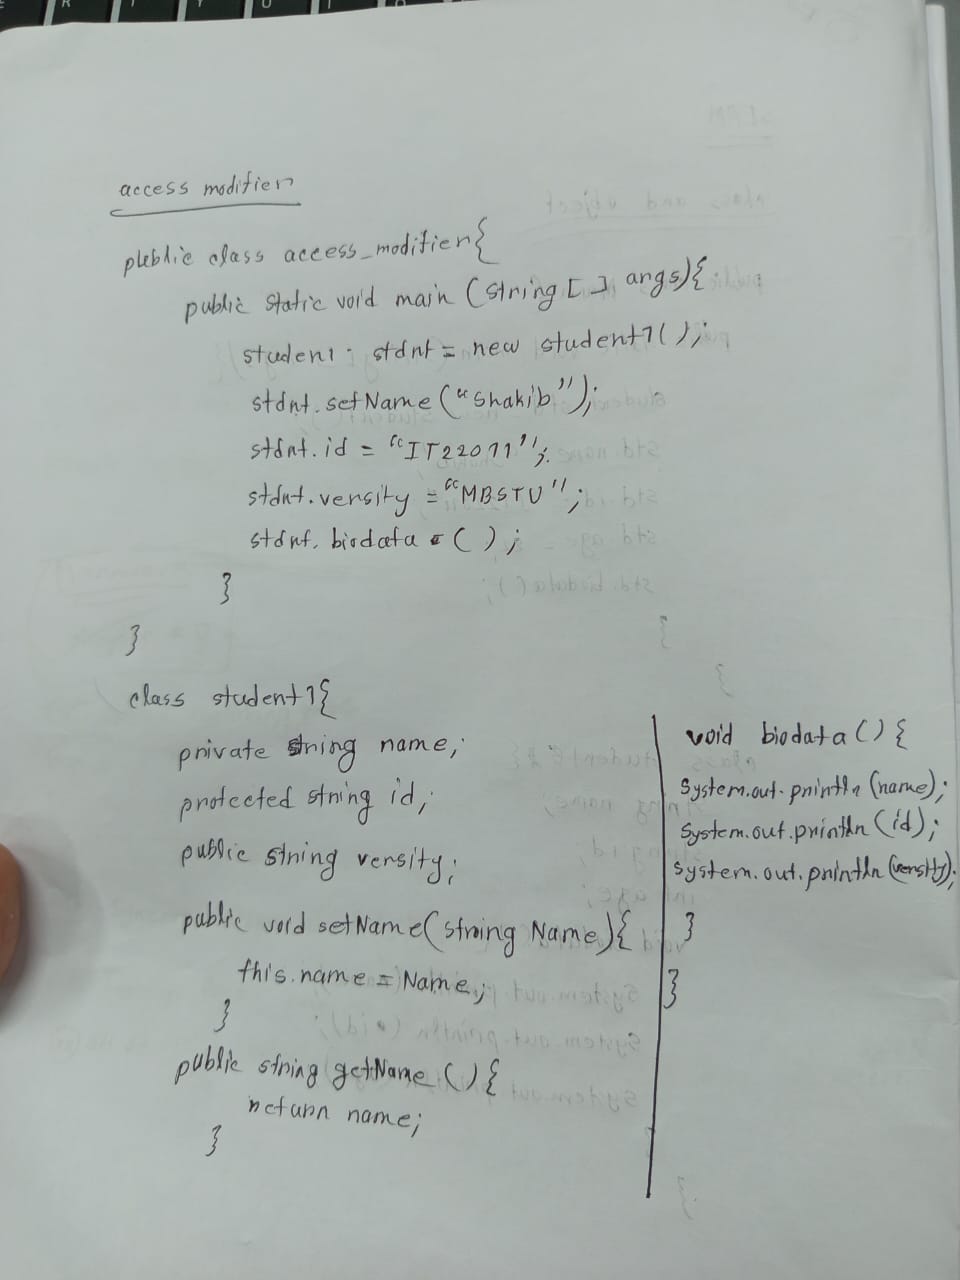 access modifier
public class access_modifier{
public static void main (string [ ] args){
student1 stdnt = new student1();
stdnt.setName("Shakib");
stdnt.id = "IT22011";
stdnt.versity = "MBSTU";
stdnt.biodata ();
}
}
class student1{
private string name;
protected string id;
public string versity;
public void setName(string Name){
this.name = Name;
}
public string getName(){
return name;
}
void biodata(){
System.out.println(name);
System.out.println(id);
system.out.println(versity);
}
}